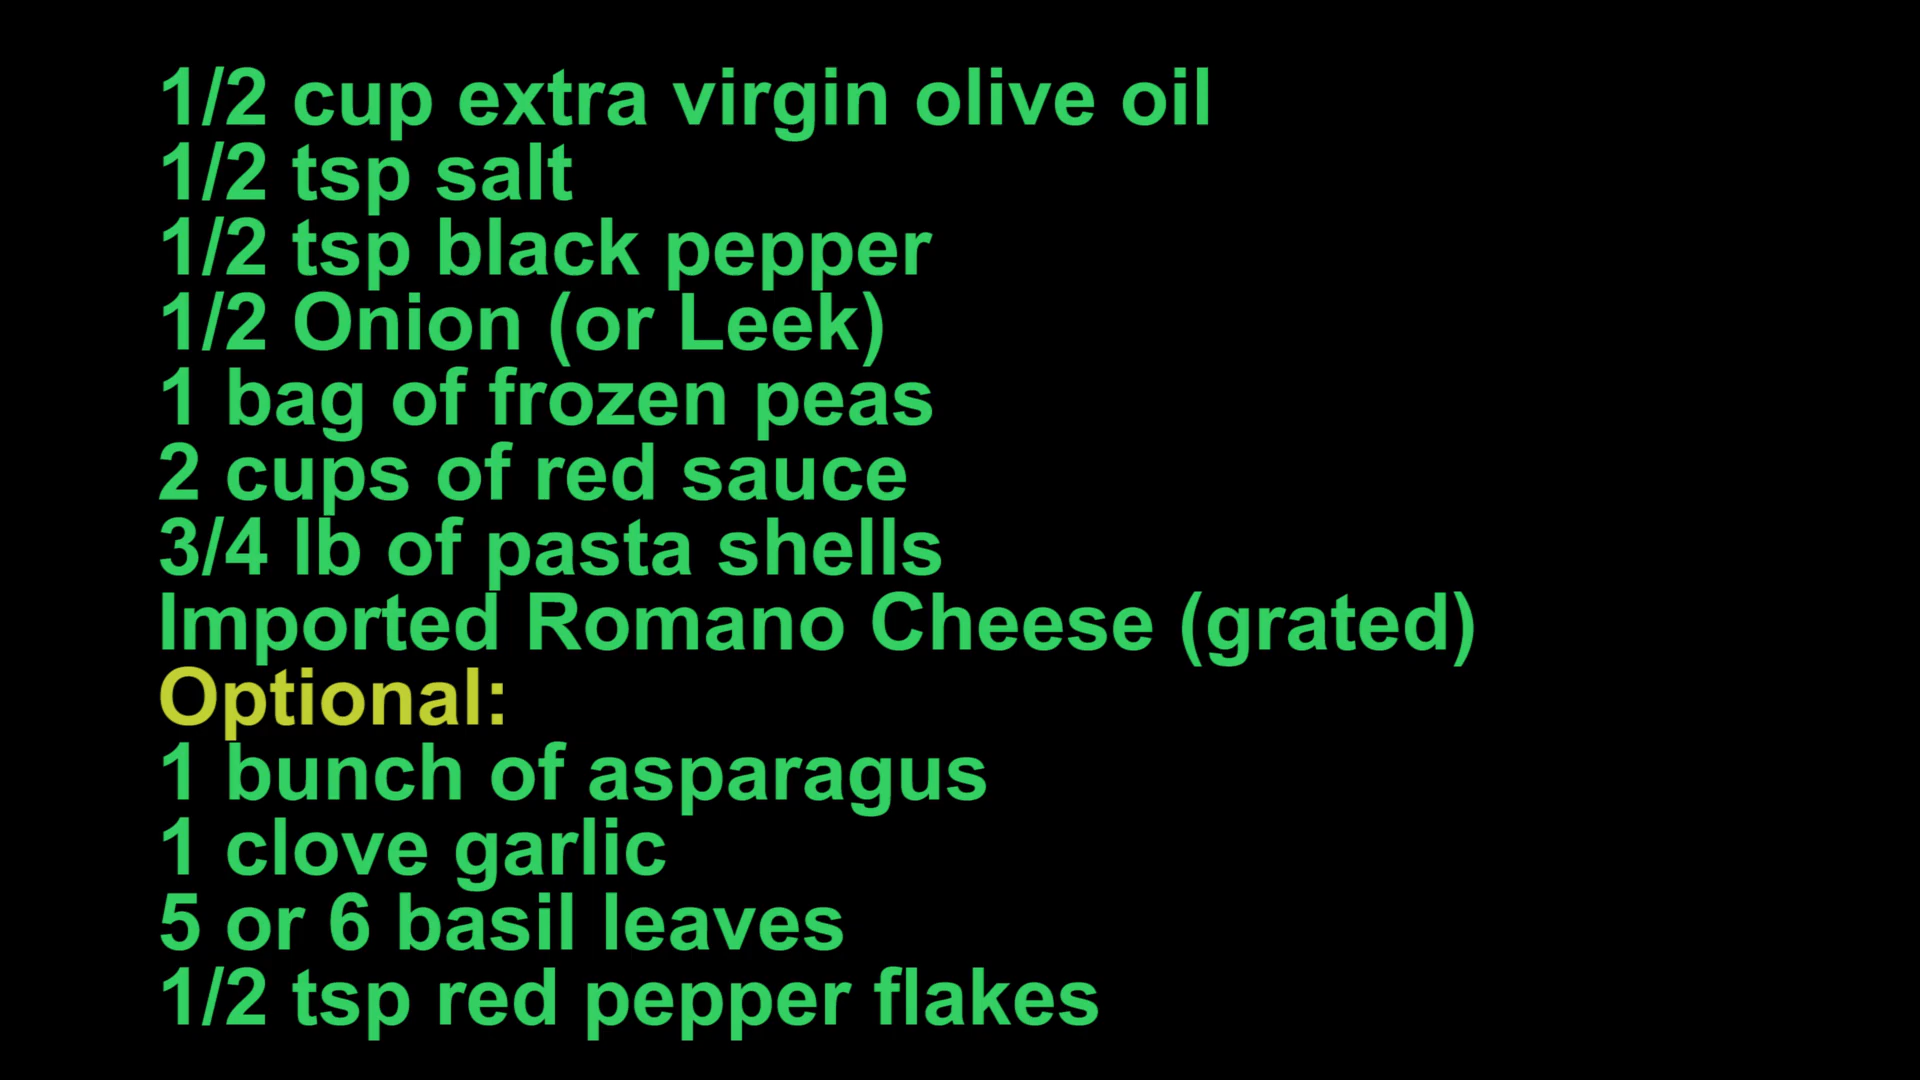 1/2 cup extra virgin olive oil
1/2 tsp salt
1/2 tsp black pepper
1/2 Onion (or Leek)
1 bag of frozen peas
2 cups of red sauce
3/4 lb of pasta shells
Imported Romano Cheese (grated)
Optional:
1 bunch of asparagus
1 clove garlic
5 or 6 basil leaves
1/2 tsp red pepper flakes